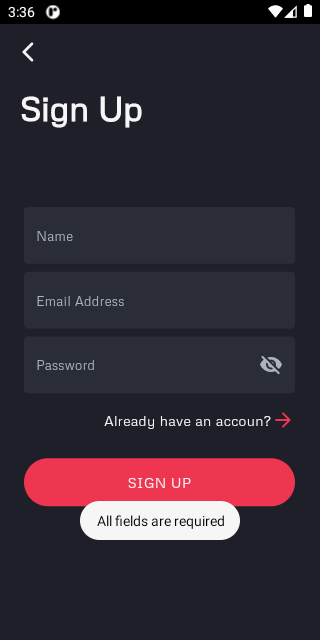 3:36
Sign Up
Name
Email Address
Password
Already have an accoun?
SIGN UP
All fields are required